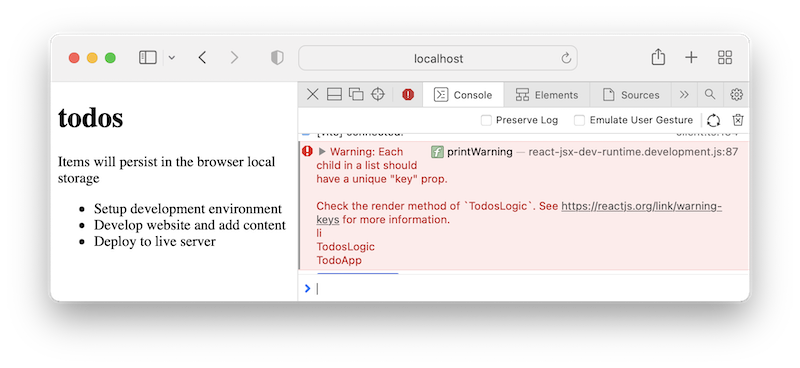 localhost
Console
Elements
Sources
Preserve Log
Emulate User Gesture
todos
Items will persist in the browser local
storage
Setup development environment
Develop website and add content
Deploy to live server
Warning: Each
child in a list should
have a unique "key" prop.
f printWarning — react-jsx-dev-runtime.development.js:87
Check the render method of `TodosLogic`. See https://reactjs.org/link/warning-
keys for more information.
li
TodosLogic
TodoApp